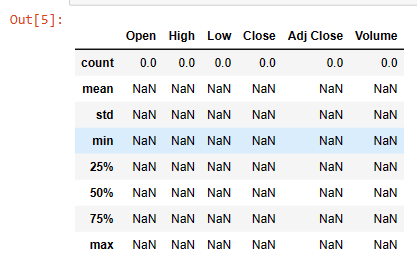 Out[5]:
Open High Low Close Adj Close Volume
count 0.0 0.0 0.0 0.0 0.0 0.0
mean NaN NaN NaN NaN NaN NaN
std NaN NaN NaN NaN NaN NaN
min NaN NaN NaN NaN NaN NaN
25% NaN NaN NaN NaN NaN NaN
50% NaN NaN NaN NaN NaN NaN
75% NaN NaN NaN NaN NaN NaN
max NaN NaN NaN NaN NaN NaN